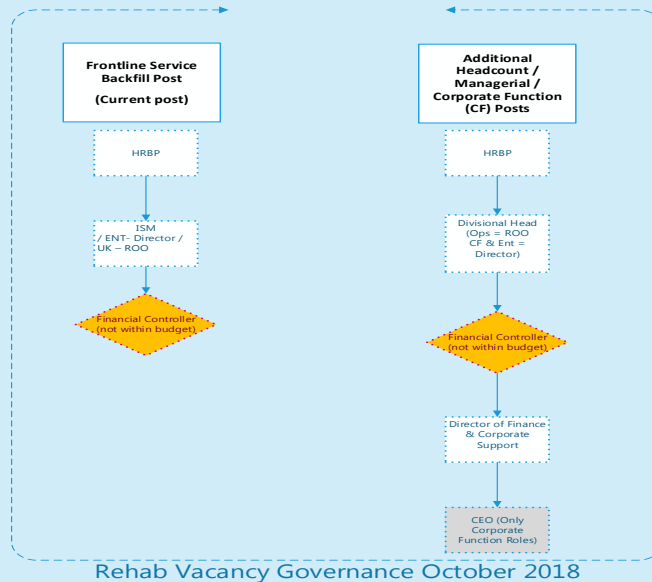 Frontline Service
Backfill Post
(Current post)
HRBP
ISM
/ ENT- Director /
UK – ROO
Financial Controller
(not within budget)
Additional
Headcount /
Managerial /
Corporate Function
(CF) Posts
HRBP
Divisional Head
(Ops = ROO
CF & Ent =
Director)
Financial Controller
(not within budget)
Director of Finance
& Corporate
Support
CEO (Only
Corporate
Function Roles)
Rehab Vacancy Governance October 2018